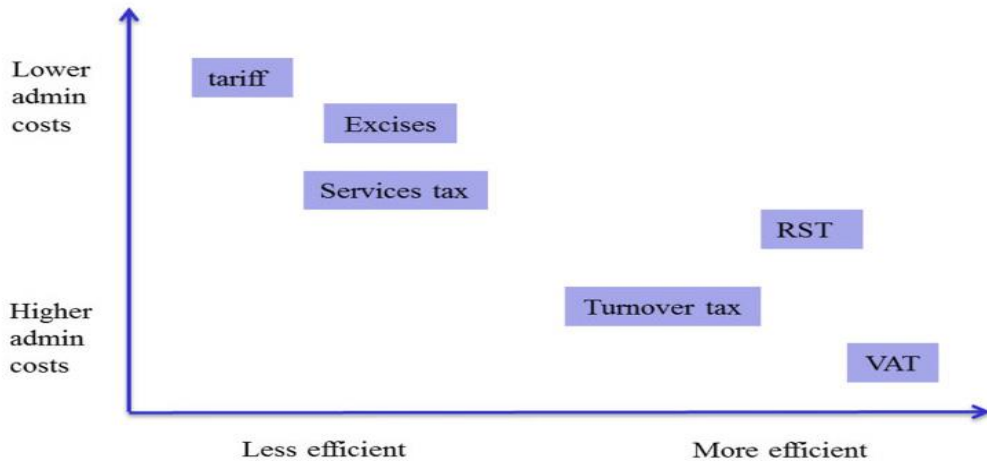 Lower
admin
costs
tariff
Excises
Services tax
RST
Higher
admin
costs
Turnover tax
VAT
Less efficient
More efficient